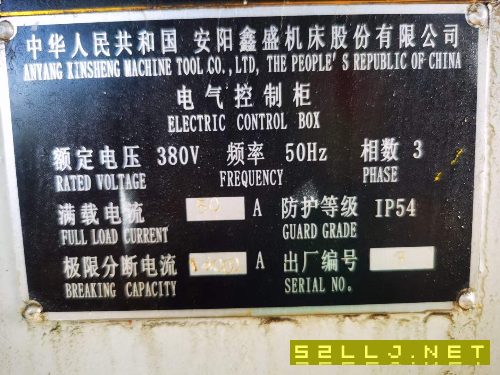 中华人民共和国 安阳鑫盛机床股份有限公司
ANYANG XINSHENG MACHINE TOOL CO., LTD, THE PEOPLE'S REPUBLIC OF CHINA
电气控制柜
ELECTRIC CONTROL BOX
额定电压 380V 频率 50Hz 相数 3
RATED VOLTAGE FREQUENCY PHASE
满载电流 A 防护等级 IP54
FULL LOAD CURRENT GUARD GRADE
极限分断电流 A 出厂编号
BREAKING CAPACITY SERIAL NO.
52LLJ.NET